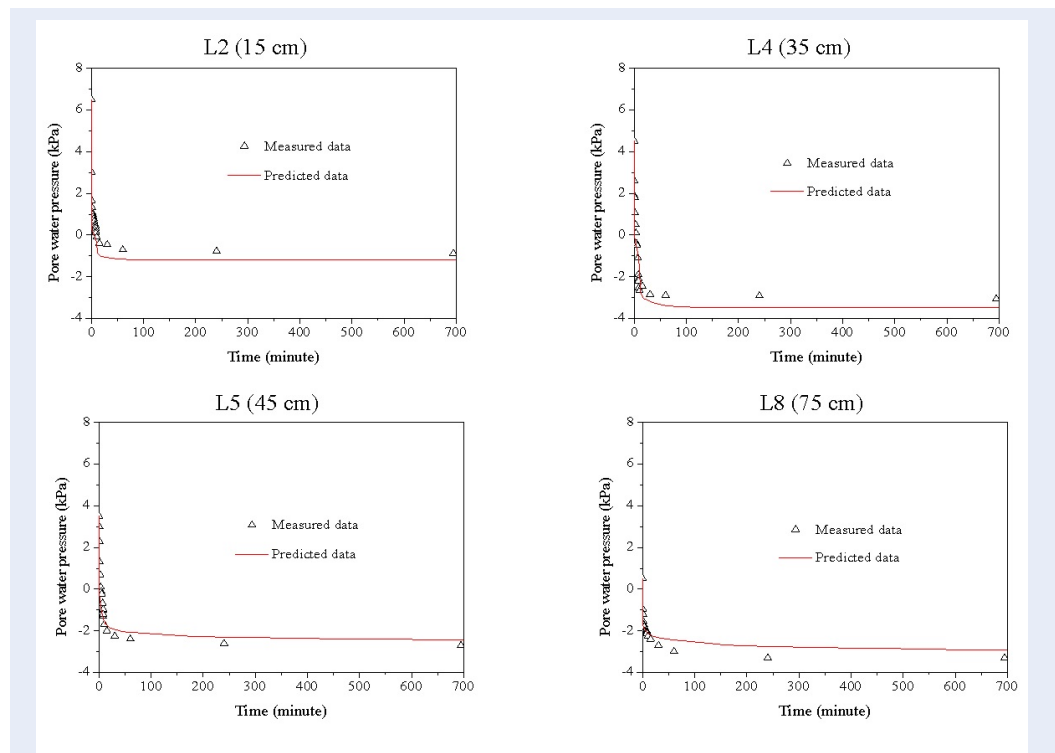 L2 (15 cm)
8
6
4
2
0
-2
-4
Pore water pressure (kPa)
Measured data
Predicted data
0 100 200 300 400 500 600 700
Time (minute)
L4 (35 cm)
8
6
4
2
0
-2
-4
Pore water pressure (kPa)
Measured data
Predicted data
0 100 200 300 400 500 600 700
Time (minute)
L5 (45 cm)
8
6
4
2
0
-2
-4
Pore water pressure (kPa)
Measured data
Predicted data
0 100 200 300 400 500 600 700
Time (minute)
L8 (75 cm)
8
6
4
2
0
-2
-4
Pore water pressure (kPa)
Measured data
Predicted data
0 100 200 300 400 500 600 700
Time (minute)